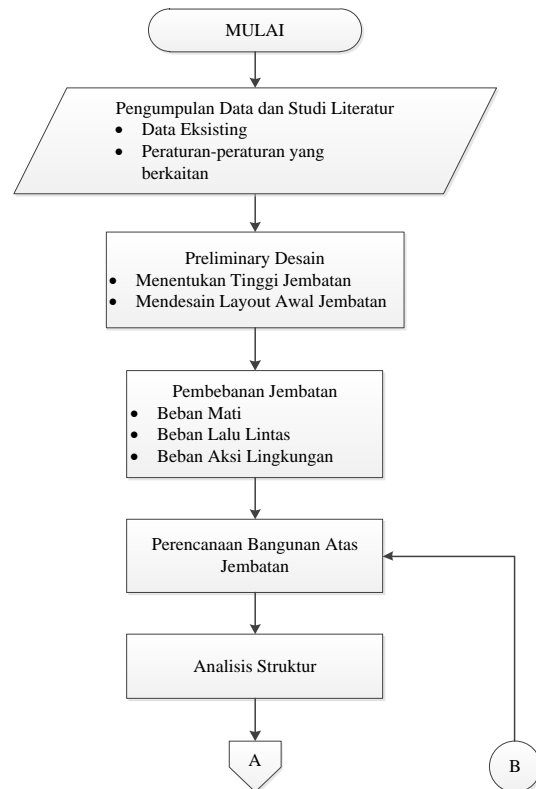 MULAI
Pengumpulan Data dan Studi Literatur
• Data Eksisting
• Peraturan-peraturan yang
berkaitan
Preliminary Desain
• Menentukan Tinggi Jembatan
• Mendesain Layout Awal Jembatan
Pembebanan Jembatan
• Beban Mati
• Beban Lalu Lintas
• Beban Aksi Lingkungan
Perencanaan Bangunan Atas
Jembatan
Analisis Struktur
A
B